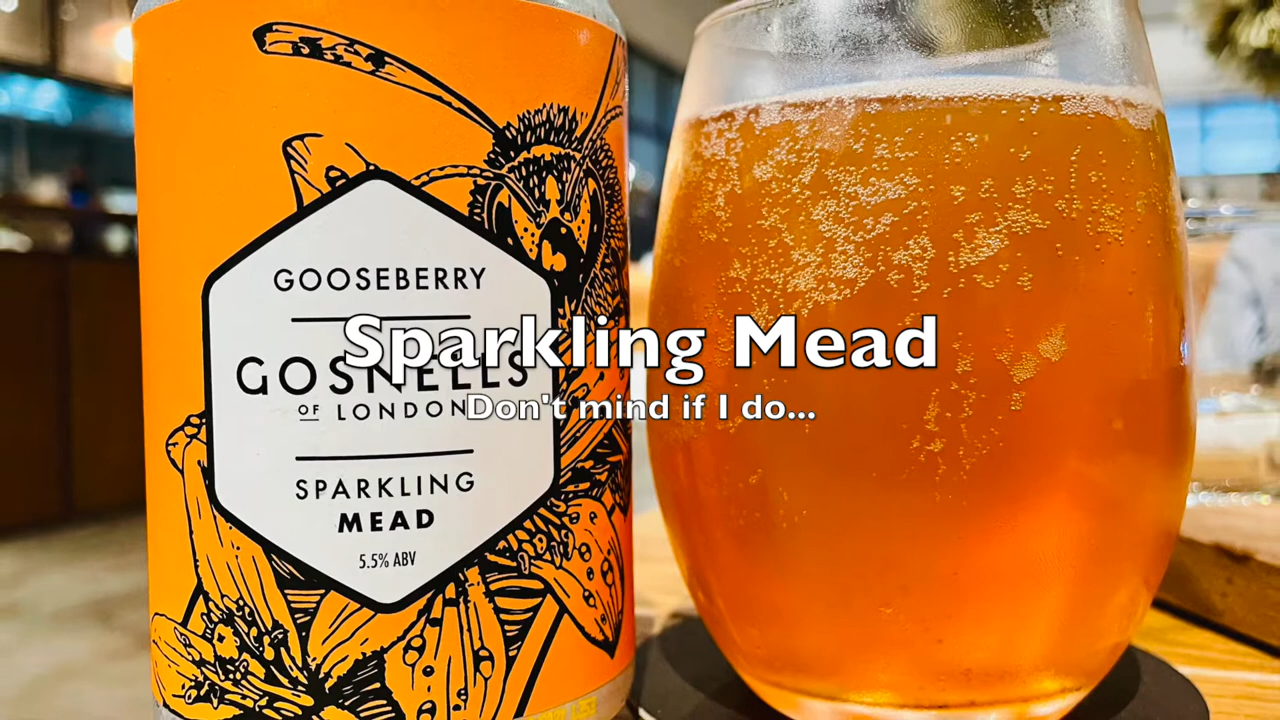 GOOSEBERRY
GOSNELLS
OF LONDON
Sparkling Mead
Don't mind if I do...
SPARKLING
MEAD
5.5% ABV